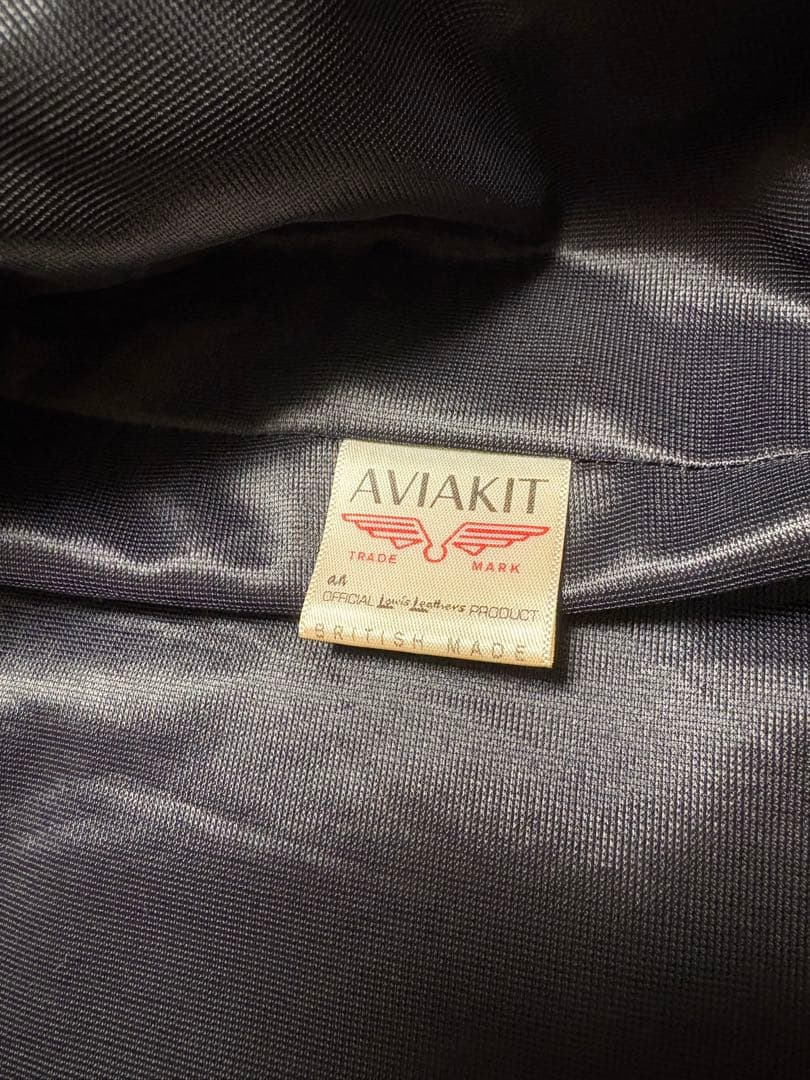 AVIAKIT
TRADE MARK
an
OFFICIAL Lewis Leathers PRODUCT
BRITISH MADE